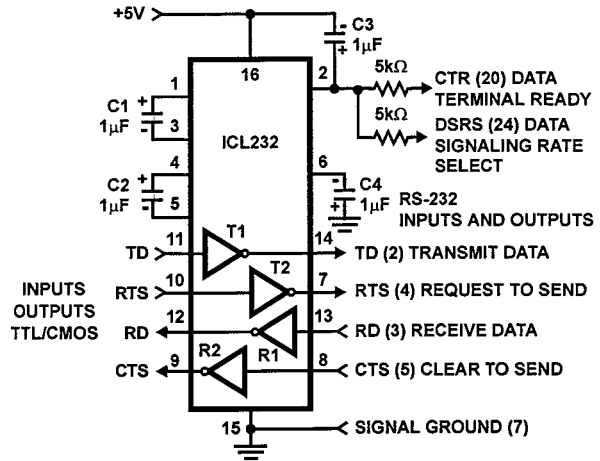 +5V
C3
1µF
-
+
16
1
2
5kΩ
CTR (20) DATA
TERMINAL READY
5kΩ
DSRS (24) DATA
SIGNALING RATE
SELECT
C1
1µF
+
-
3
ICL232
4
6
C2
1µF
+
-
5
-
+
C4
1µF
RS-232
INPUTS AND OUTPUTS
TD
11
T1
14
TD (2) TRANSMIT DATA
RTS
10
T2
7
RTS (4) REQUEST TO SEND
INPUTS
OUTPUTS
TTL/CMOS
RD
12
R1
13
RD (3) RECEIVE DATA
CTS
9
R2
8
CTS (5) CLEAR TO SEND
15
SIGNAL GROUND (7)